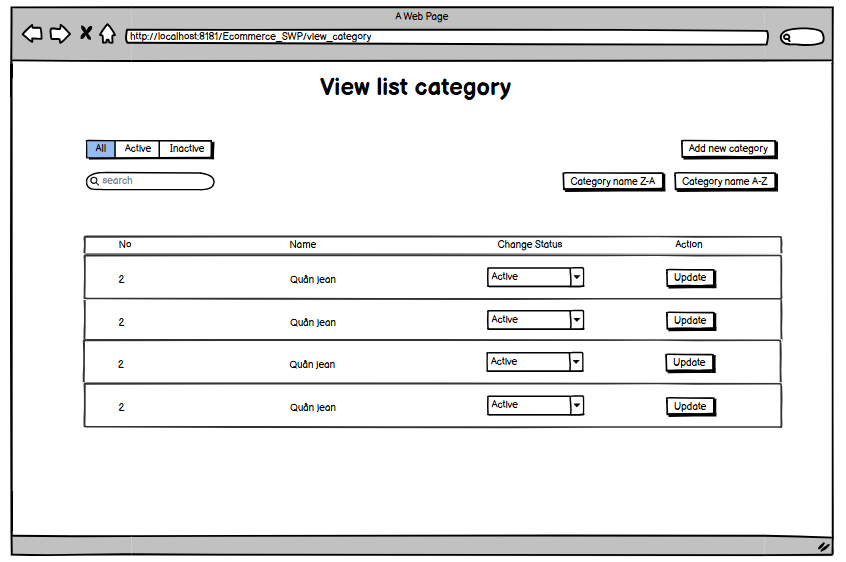 A Web Page
http://localhost:8181/Ecommerce_SWP/view_category
View list category
All Active Inactive
Add new category
search
Category name Z-A Category name A-Z
No Name Change Status Action
2 Quần jean Active Update
2 Quần jean Active Update
2 Quần jean Active Update
2 Quần jean Active Update